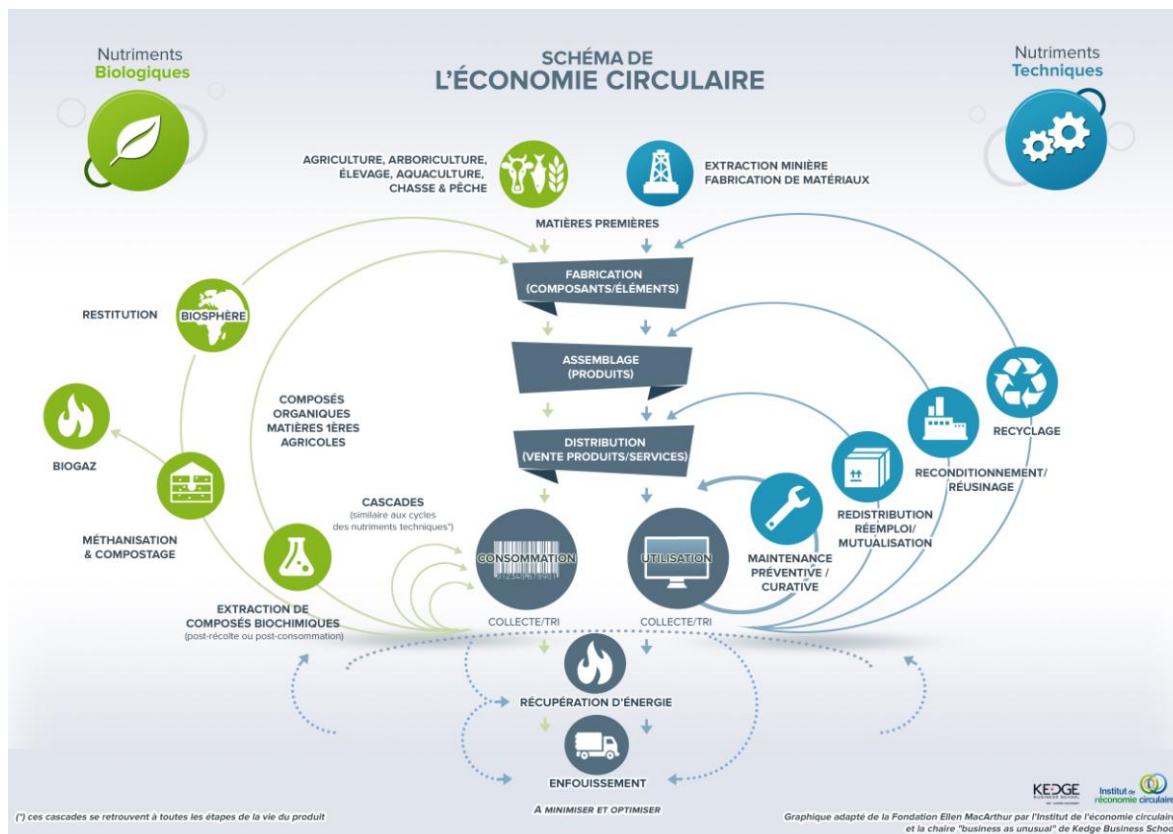 Nutriments
Biologiques
SCHÉMA DE
L'ÉCONOMIE CIRCULAIRE
Nutriments
Techniques
AGRICULTURE, ARBORICULTURE,
ÉLEVAGE, AQUACULTURE,
CHASSE & PÊCHE
EXTRACTION MINIÈRE
FABRICATION DE MATÉRIAUX
MATIÈRES PREMIÈRES
FABRICATION
(COMPOSANTS/ÉLÉMENTS)
RESTITUTION
BIOSPHÈRE
ASSEMBLAGE
(PRODUITS)
COMPOSÉS
ORGANIQUES
MATIÈRES 1ÈRES
AGRICOLES
RECYCLAGE
DISTRIBUTION
(VENTE PRODUITS/SERVICES)
BIOGAZ
RECONDITIONNEMENT/
RÉUSINAGE
CASCADES
(similaire aux cycles
des nutriments techniques*)
REDISTRIBUTION
RÉEMPLOI/
MUTUALISATION
MÉTHANISATION
& COMPOSTAGE
CONSOMMATION
UTILISATION
MAINTENANCE
PRÉVENTIVE /
CURATIVE
EXTRACTION DE
COMPOSÉS BIOCHIMIQUES
(post-récolte ou post-consommation)
COLLECTE/TRI
COLLECTE/TRI
RÉCUPÉRATION D'ÉNERGIE
ENFOUISSEMENT
A MINIMISER ET OPTIMISER
(*) ces cascades se retrouvent à toutes les étapes de la vie du produit
KEDGE
BUSINESS SCHOOL
Institut de
l'économie circulaire
Graphique adapté de la Fondation Ellen MacArthur par l'Institut de l'économie circulaire
et la chaire "business as unusual" de Kedge Business School